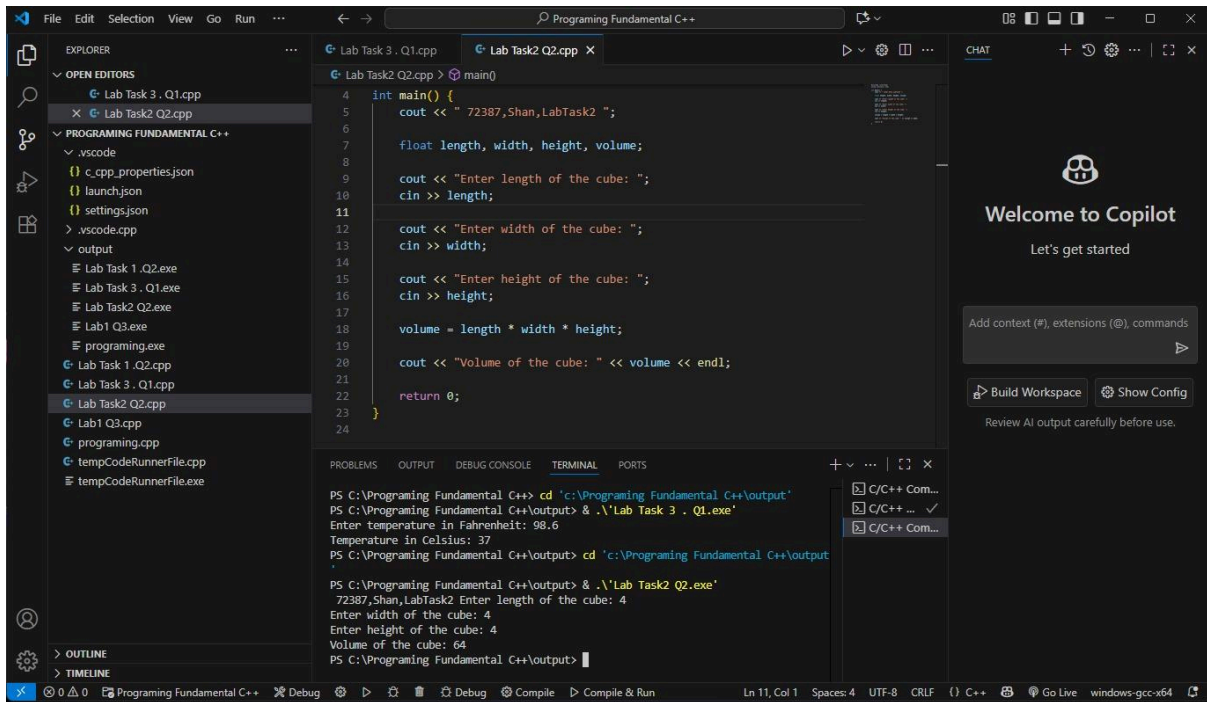 File Edit Selection View Go Run ···
Programing Fundamental C++
EXPLORER
OPEN EDITORS
Lab Task 3 . Q1.cpp
Lab Task2 Q2.cpp
PROGRAMING FUNDAMENTAL C++
.vscode
{} c_cpp_properties.json
{} launch.json
{} settings.json
.vscode.cpp
output
Lab Task 1 .Q2.exe
Lab Task 3 . Q1.exe
Lab Task2 Q2.exe
Lab1 Q3.exe
programing.exe
Lab Task 1 .Q2.cpp
Lab Task 3 . Q1.cpp
Lab Task2 Q2.cpp
Lab1 Q3.cpp
programing.cpp
tempCodeRunnerFile.cpp
tempCodeRunnerFile.exe
OUTLINE
TIMELINE
Lab Task 3 . Q1.cpp Lab Task2 Q2.cpp
Lab Task2 Q2.cpp > main()
4 int main() {
5 cout << " 72387,Shan,LabTask2 ";
6
7 float length, width, height, volume;
8
9 cout << "Enter length of the cube: ";
10 cin >> length;
11
12 cout << "Enter width of the cube: ";
13 cin >> width;
14
15 cout << "Enter height of the cube: ";
16 cin >> height;
17
18 volume = length * width * height;
19
20 cout << "Volume of the cube: " << volume << endl;
21
22 return 0;
23 }
24
PROBLEMS OUTPUT DEBUG CONSOLE TERMINAL PORTS
PS C:\Programing Fundamental C++> cd 'c:\Programing Fundamental C++\output'
PS C:\Programing Fundamental C++\output> & .\'Lab Task 3 . Q1.exe'
Enter temperature in Fahrenheit: 98.6
Temperature in Celsius: 37
PS C:\Programing Fundamental C++\output> cd 'c:\Programing Fundamental C++\output
'
PS C:\Programing Fundamental C++\output> & .\'Lab Task2 Q2.exe'
72387,Shan,LabTask2 Enter length of the cube: 4
Enter width of the cube: 4
Enter height of the cube: 4
Volume of the cube: 64
PS C:\Programing Fundamental C++\output>
C/C++ Com...
C/C++ ...
C/C++ Com...
CHAT
Welcome to Copilot
Let's get started
Add context (#), extensions (@), commands
Build Workspace Show Config
Review AI output carefully before use.
0 0 Programing Fundamental C++ Debug Debug Compile Compile & Run Ln 11, Col 1 Spaces: 4 UTF-8 CRLF {} C++ Go Live windows-gcc-x64